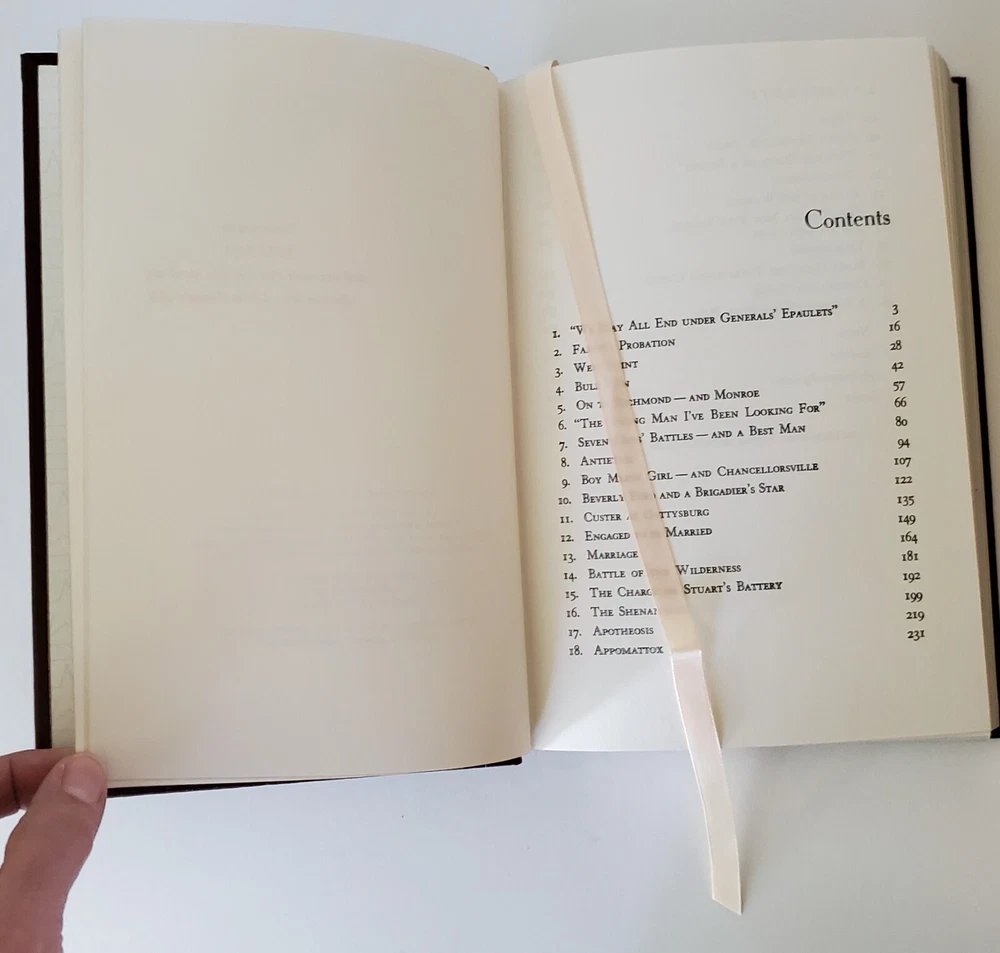 Contents
1. "W AY ALL END UNDER GENERALS' EPAULETS" 3
2. PROBATION 16
3. 28
4. 42
5. ON RICHMOND — AND MONROE 57
6. "THE MAN I'VE BEEN LOOKING FOR" 66
7. SEVEN BATTLES — AND A BEST MAN 80
8. ANTIETAM 94
9. BOY GIRL — AND CHANCELLORSVILLE 107
10. BEVERLY AND A BRIGADIER'S STAR 122
11. CUSTER GETTYSBURG 135
12. ENGAGED MARRIED 149
13. MARRIAGE 164
14. BATTLE OF WILDERNESS 181
15. THE STUART'S BATTERY 192
16. THE 199
17. APOTHEOSIS 219
18. APPOMATTOX 231